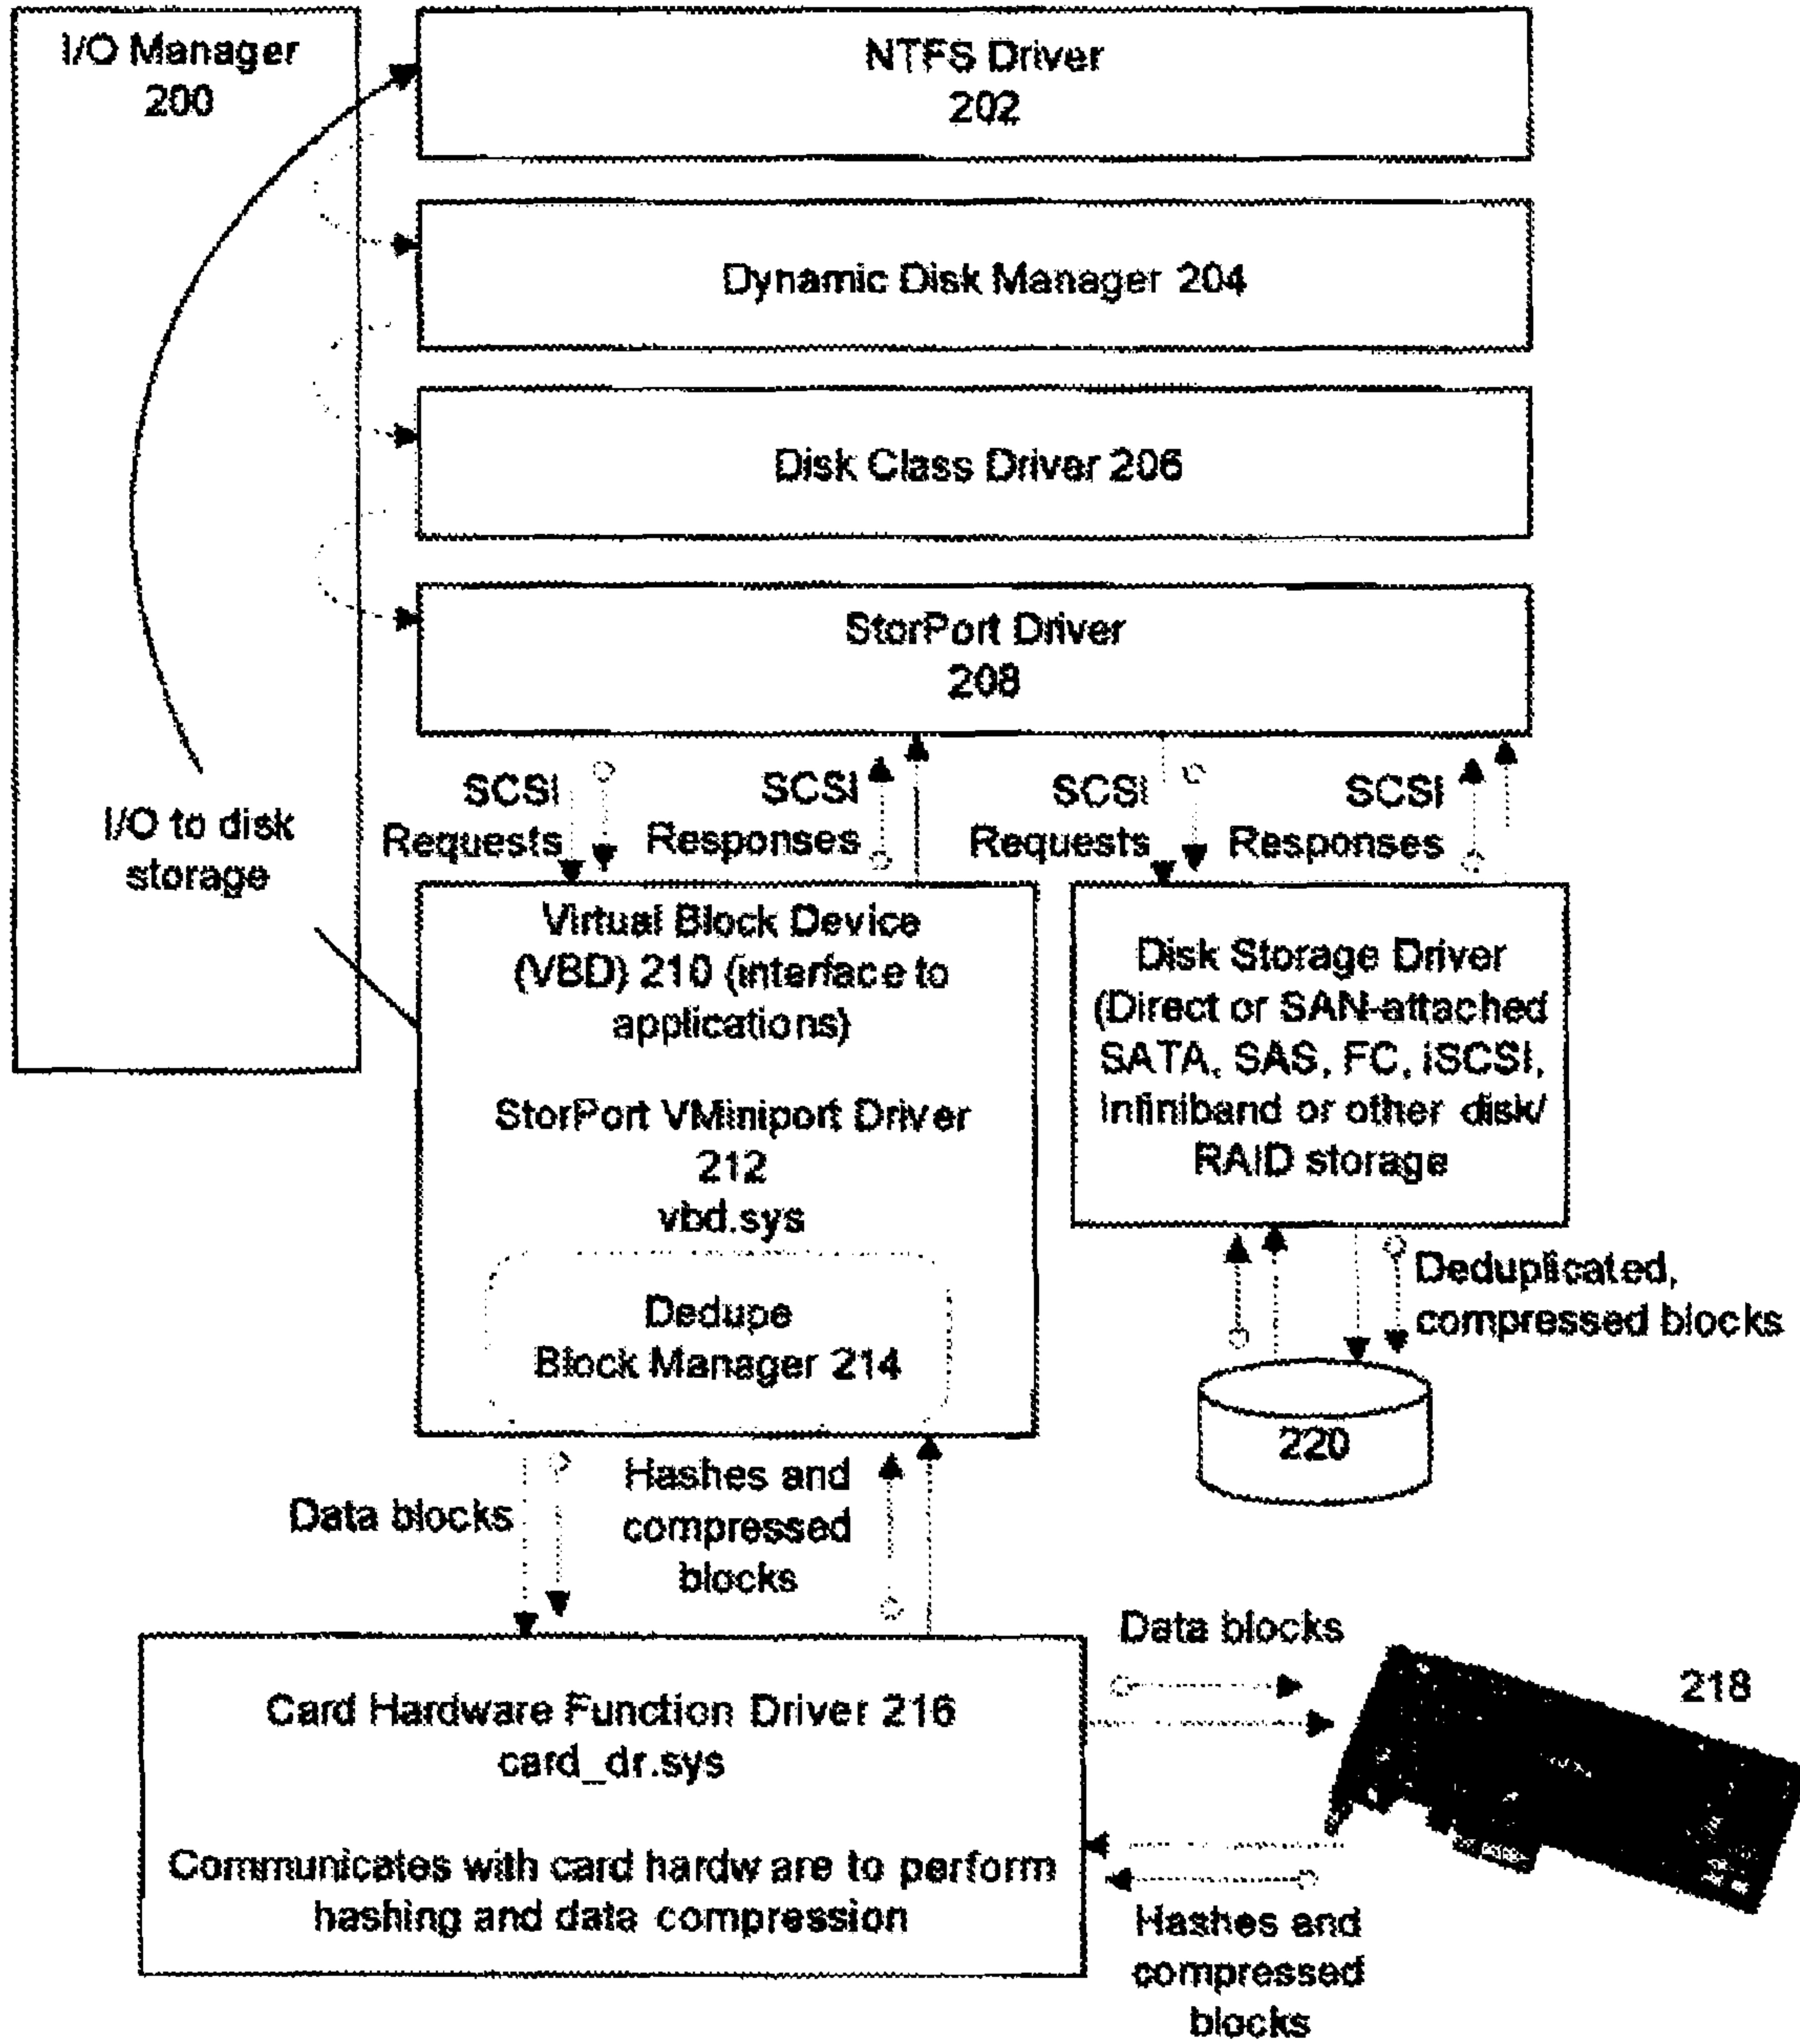 I/O Manager
200
NTFS Driver
202
Dynamic Disk Manager 204
Disk Class Driver 206
StorPort Driver
208
SCSI
Requests
SCSI
Responses
SCSI
Requests
SCSI
Responses
I/O to disk
storage
Virtual Block Device
(VBD) 210 (interface to
applications)
StorPort VMiniport Driver
212
vbd.sys
Dedupe
Block Manager 214
Disk Storage Driver
(Direct or SAN-attached
SATA, SAS, FC, iSCSI,
Infiniband or other disk/
RAID storage
Deduplicated,
compressed blocks
220
Data blocks
Hashes and
compressed
blocks
Card Hardware Function Driver 216
card_dr.sys
Communicates with card hardware to perform
hashing and data compression
Data blocks
218
Hashes and
compressed
blocks